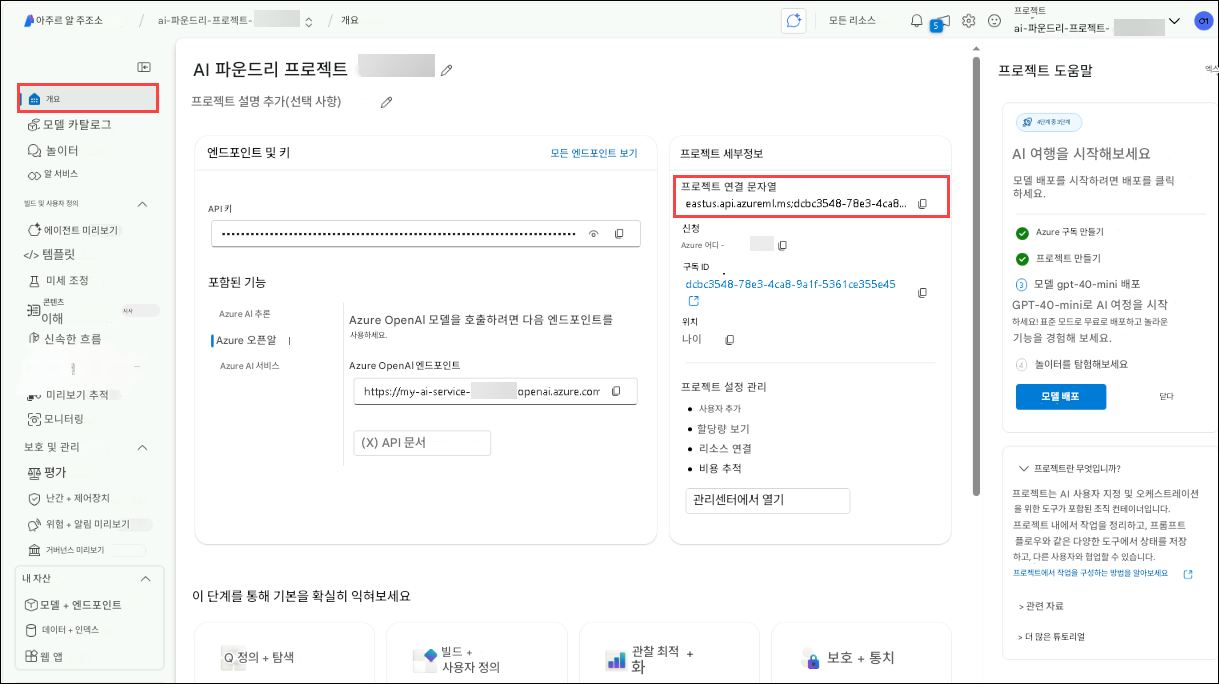 아주르 알 주조소 / ai-파운드리-프로젝트- / 개요
모든 리소스
5
프로젝트
ai-파운드리-프로젝트-
01
개요
모델 카탈로그
놀이터
알 서비스
빌드 및 사용자 정의
에이전트 미리보기
</> 템플릿
미세 조정
콘텐츠
이해
시사
신속한 흐름
미리보기 추적
모니터링
보호 및 관리
평가
난간 + 제어장치
위험 + 알림 미리보기
거버넌스 미리보기
내 자산
모델 + 엔드포인트
데이터 + 인덱스
웹 앱
AI 파운드리 프로젝트
프로젝트 설명 추가(선택 사항)
엔드포인트 및 키
모든 엔드포인트 보기
API 키
포함된 기능
Azure AI 추론
Azure 오픈알
Azure AI 서비스
Azure OpenAI 모델을 호출하려면 다음 엔드포인트를
사용하세요.
Azure OpenAI 엔드포인트
https://my-ai-service- openai.azure.com
(X) API 문서
프로젝트 세부정보
프로젝트 연결 문자열
eastus.api.azureml.ms;dcbc3548-78e3-4ca8...
신청
Azure 어디 -
구독 ID
dcbc3548-78e3-4ca8-9a1f-5361ce355e45
위치
나이
프로젝트 설정 관리
• 사용자 추가
• 할당량 보기
• 리소스 연결
• 비용 추적
관리센터에서 열기
이 단계를 통해 기본을 확실히 익혀보세요
Q 정의 + 탐색
빌드 +
사용자 정의
관찰 최적 +
화
보호 + 통치
프로젝트 도움말
엑스
4단계 중 3단계
AI 여행을 시작해보세요
모델 배포를 시작하려면 배포를 클릭
하세요.
Azure 구독 만들기
프로젝트 만들기
3 모델 gpt-40-mini 배포
GPT-40-mini로 AI 여정을 시작
하세요! 표준 모드로 무료로 배포하고 놀라운
기능을 경험해 보세요.
4 놀이터를 탐험해보세요
모델 배포
닫다
프로젝트란 무엇입니까?
프로젝트는 AI 사용자 지정 및 오케스트레이션
을 위한 도구가 포함된 조직 컨테이너입니다.
프로젝트 내에서 작업을 정리하고, 프롬프트
플로우와 같은 다양한 도구에서 상태를 저장
하고, 다른 사용자와 협업할 수 있습니다.
프로젝트에서 작업을 구성하는 방법을 알아보세요
> 관련 자료
> 더 많은 튜토리얼